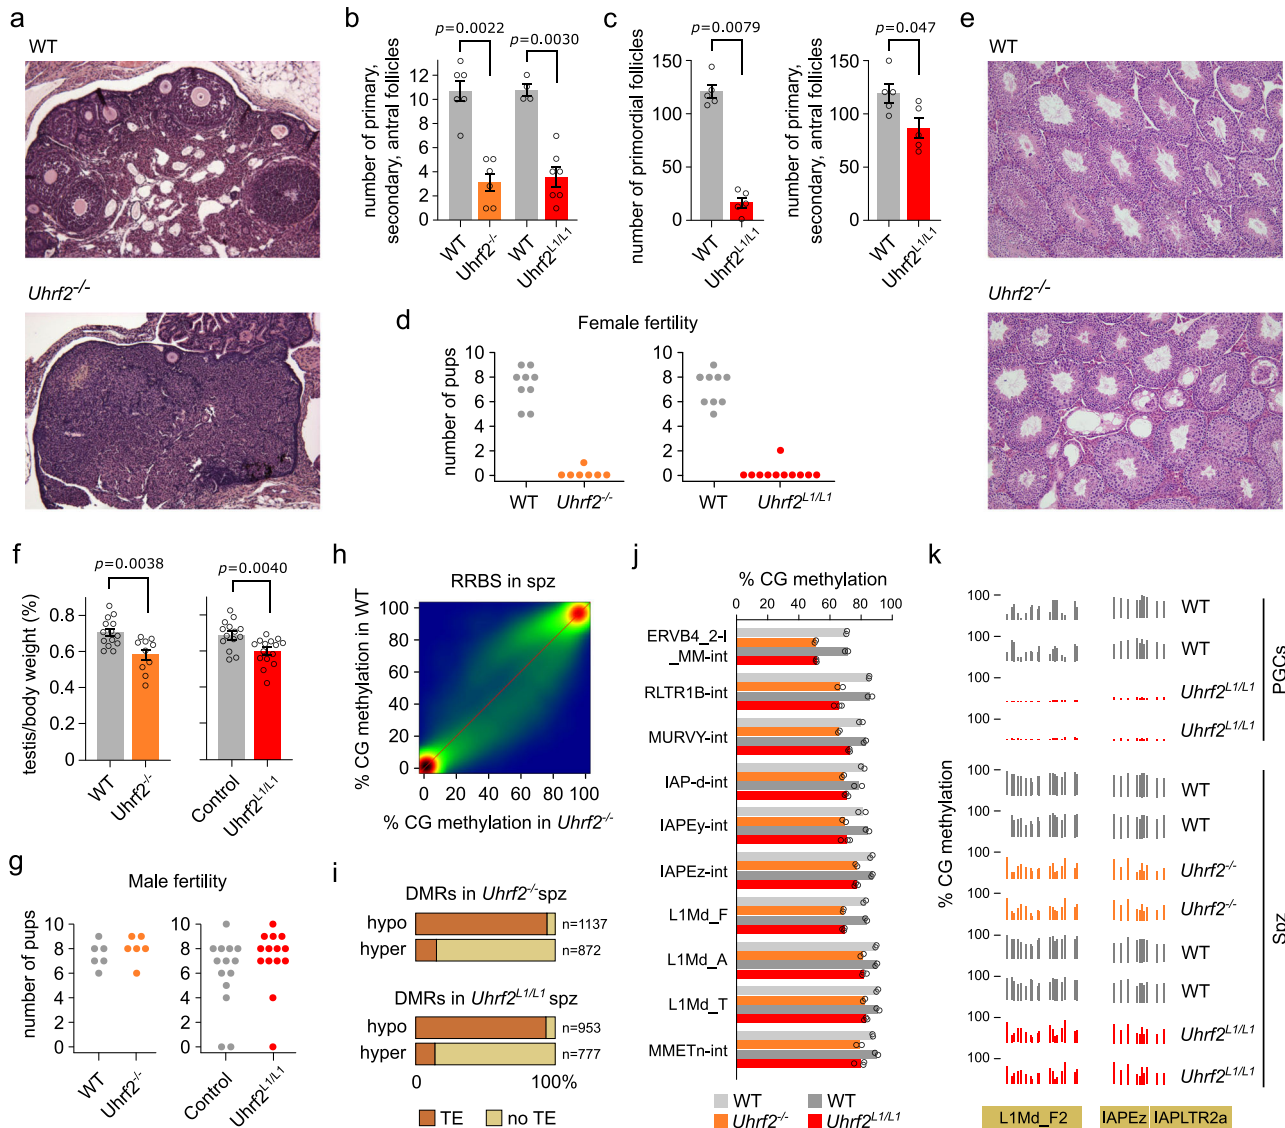 a
WT
Uhrf2-/-
b
number of primary,
secondary, antral follicles
p=0.0022
p=0.0030
12
10
8
6
4
2
0
WT
Uhrf2-/-
WT
Uhrf2L1/L1
c
number of primordial follicles
p=0.0079
150
100
50
0
WT
Uhrf2L1/L1
number of primary,
secondary, antral follicles
p=0.047
150
100
50
0
WT
Uhrf2L1/L1
d
Female fertility
number of pups
10
8
6
4
2
0
WT
Uhrf2-/-
10
8
6
4
2
0
WT
Uhrf2L1/L1
e
WT
Uhrf2-/-
f
testis/body weight (%)
p=0.0038
p=0.0040
0.8
0.6
0.4
0.2
0
WT
Uhrf2-/-
Control
Uhrf2L1/L1
g
Male fertility
number of pups
10
8
6
4
2
0
WT
Uhrf2-/-
10
8
7
6
4
2
0
Control
Uhrf2L1/L1
h
RRBS in spz
% CG methylation in WT
100
80
60
40
20
0
0 20 40 60 80 100
% CG methylation in Uhrf2-/-
i
DMRs in Uhrf2-/- spz
hypo n=1137
hyper n=872
DMRs in Uhrf2L1/L1 spz
hypo n=953
hyper n=777
0 100%
TE no TE
j
% CG methylation
0 20 40 60 80 100
ERVB4_2-I
_MM-int
RLTR1B-int
MURVY-int
IAP-d-int
IAPEy-int
IAPEz-int
L1Md_F
L1Md_A
L1Md_T
MMETn-int
WT WT
Uhrf2-/- Uhrf2L1/L1
k
% CG methylation
100 WT
100 WT
100 Uhrf2L1/L1
100 Uhrf2L1/L1
PGCs
100 WT
100 WT
100 Uhrf2-/-
100 Uhrf2-/-
100 WT
100 WT
100 Uhrf2L1/L1
100 Uhrf2L1/L1
Spz
L1Md_F2 IAPEz IAPLTR2a